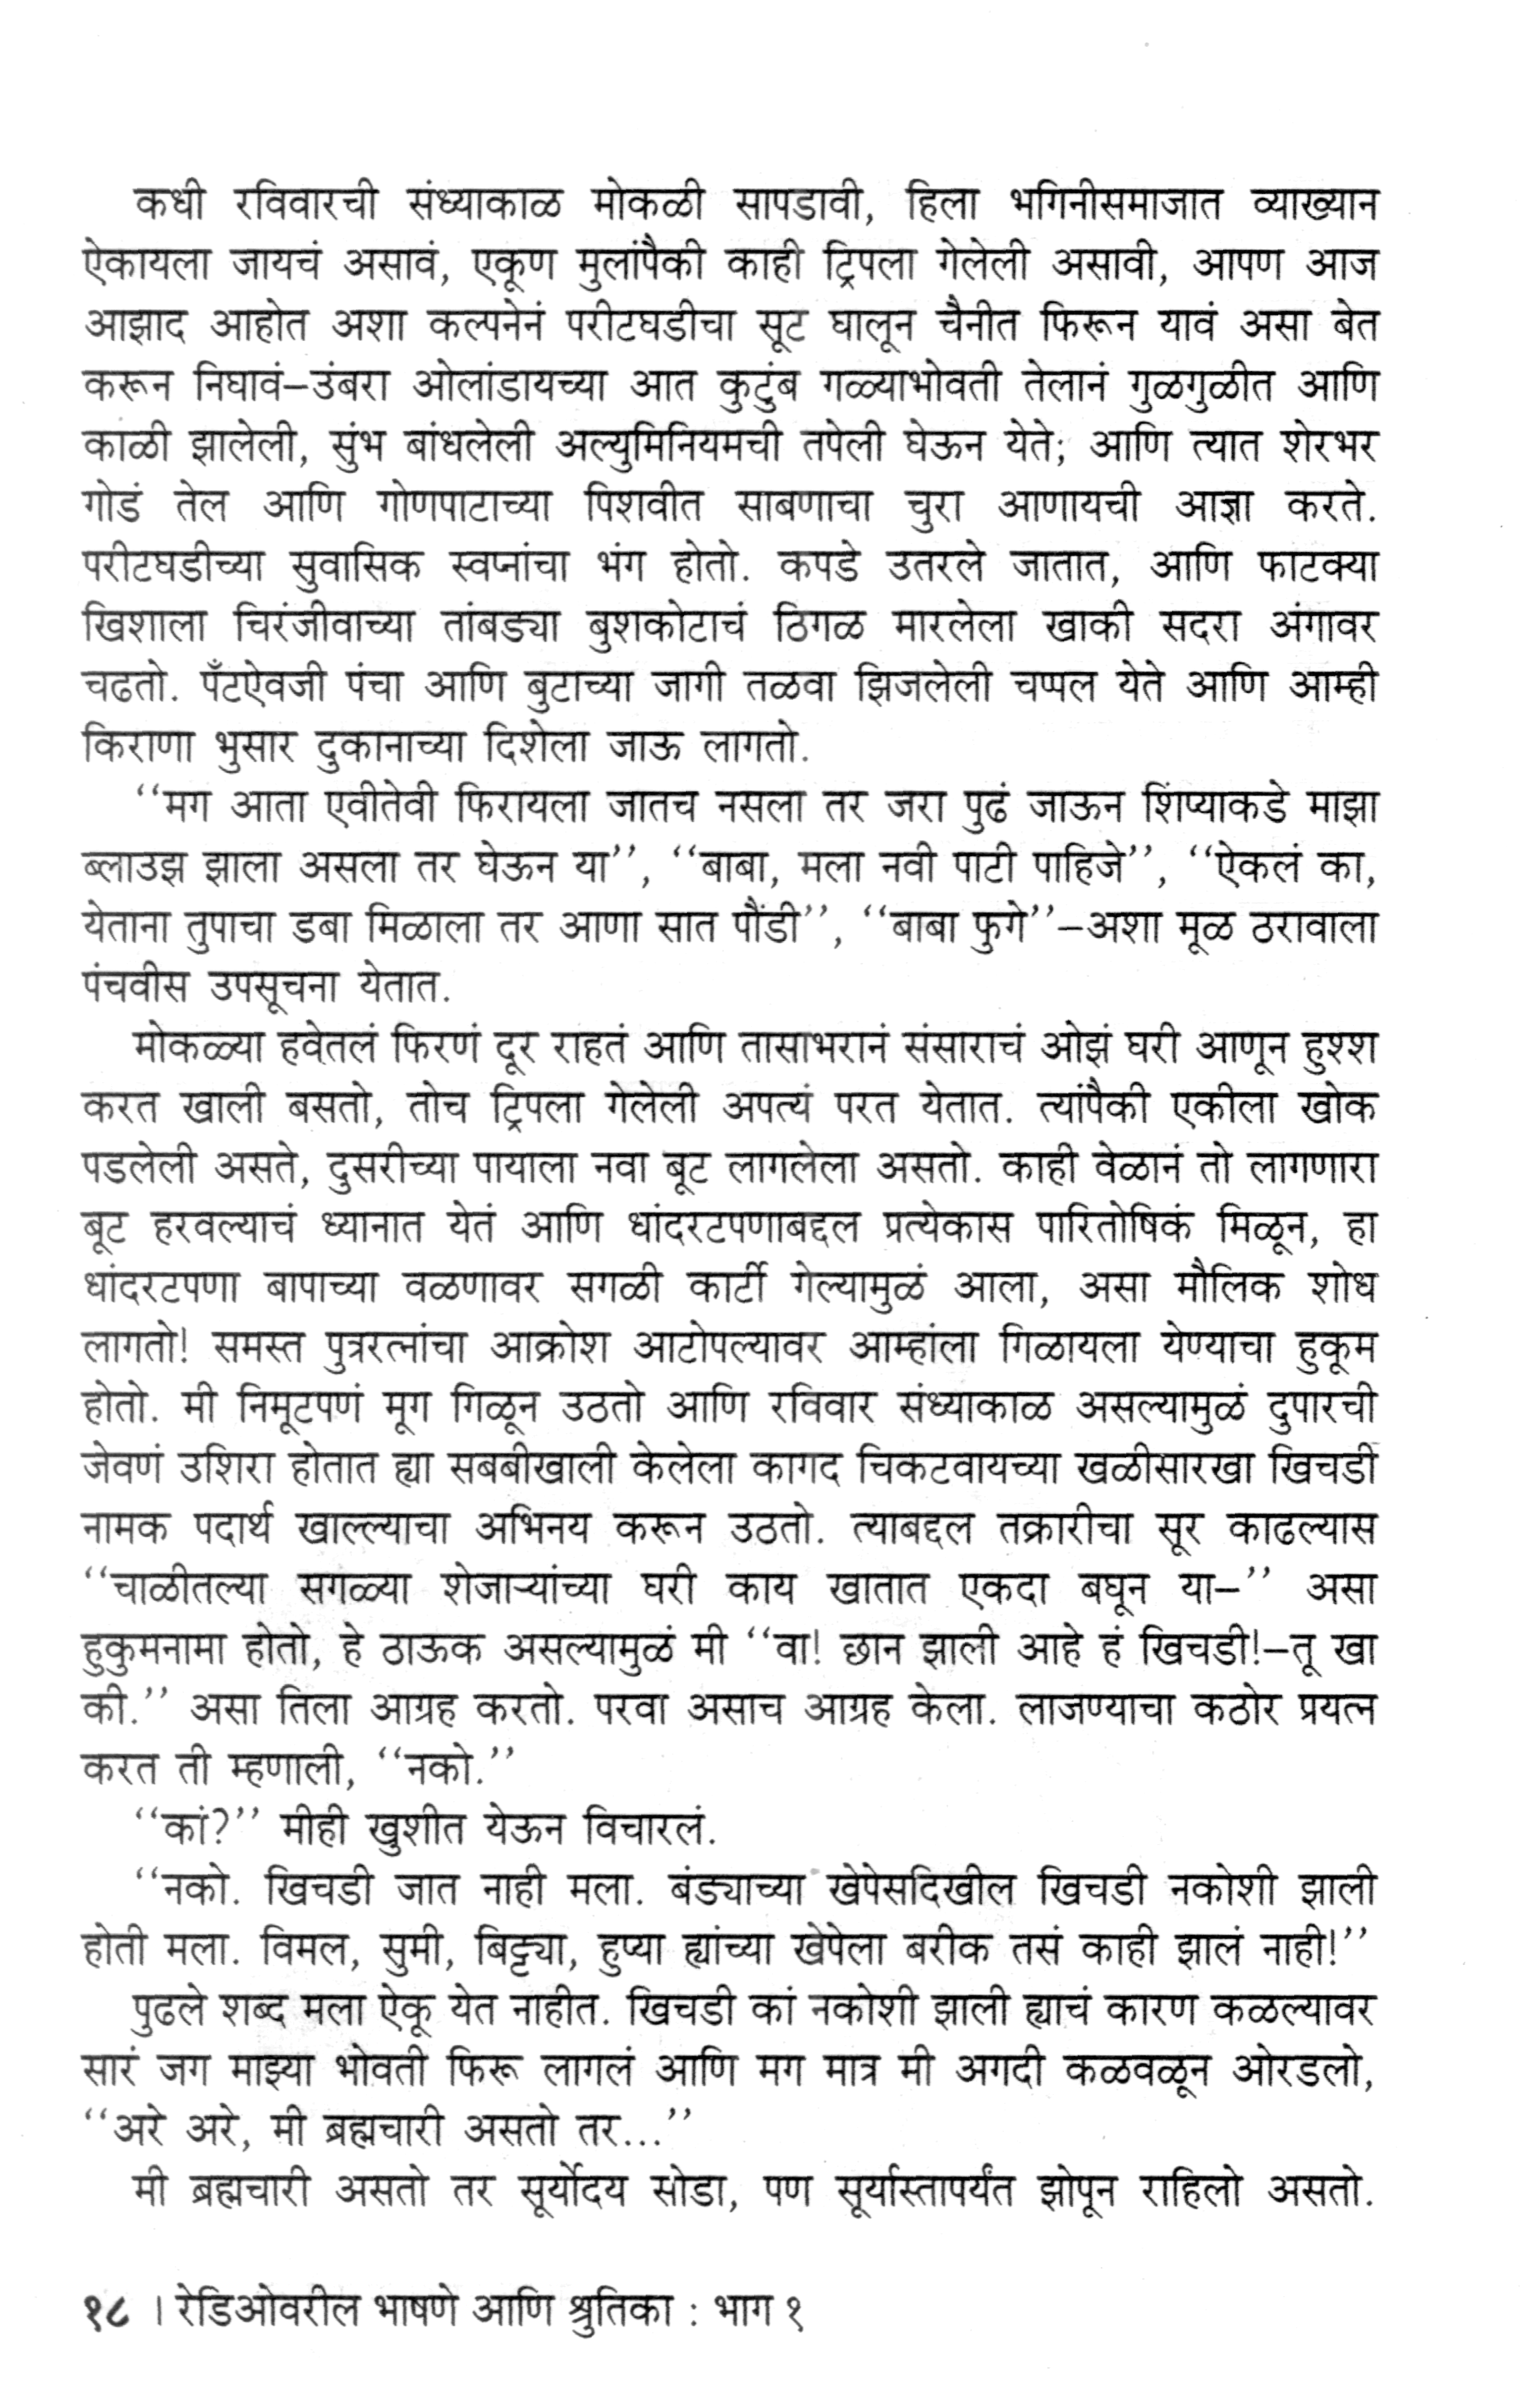 कधी रविवारची संध्याकाळ मोकळी सापडावी, हिला भगिनीसमाजात व्याख्यान
ऐकायला जायचं असावं, एकूण मुलांपैकी काही ट्रिपला गेलेली असावी, आपण आज
आझाद आहोत अशा कल्पनेनं परीटघडीचा सूट घालून चैनीत फिरून यावं असा बेत
करून निघावं–उंबरा ओलांडायच्या आत कुटुंब गळ्याभोवती तेलानं गुळगुळीत आणि
काळी झालेली, सुंभ बांधलेली अल्युमिनियमची तपेली घेऊन येते; आणि त्यात शेरभर
गोडं तेल आणि गोणपाटाच्या पिशवीत साबणाचा चुरा आणायची आज्ञा करते.
परीटघडीच्या सुवासिक स्वप्नांचा भंग होतो. कपडे उतरले जातात, आणि फाटक्या
खिशाला चिरंजीवाच्या तांबड्या बुशकोटाचं ठिगळ मारलेला खाकी सदरा अंगावर
चढतो. पँटऐवजी पंचा आणि बुटाच्या जागी तळवा झिजलेली चप्पल येते आणि आम्ही
किराणा भुसार दुकानाच्या दिशेला जाऊ लागतो.
‘‘मग आता एवीतेवी फिरायला जातच नसला तर जरा पुढं जाऊन शिंप्याकडे माझा
ब्लाउझ झाला असला तर घेऊन या’’, ‘‘बाबा, मला नवी पाटी पाहिजे’’, ‘‘ऐकलं का,
येताना तुपाचा डबा मिळाला तर आणा सात पौंडी’’, ‘‘बाबा फुगे’’–अशा मूळ ठरावाला
पंचवीस उपसूचना येतात.
मोकळ्या हवेतलं फिरणं दूर राहतं आणि तासाभरानं संसाराचं ओझं घरी आणून हुश्श
करत खाली बसतो, तोच ट्रिपला गेलेली अपत्यं परत येतात. त्यांपैकी एकीला खोक
पडलेली असते, दुसरीच्या पायाला नवा बूट लागलेला असतो. काही वेळानं तो लागणारा
बूट हरवल्याचं ध्यानात येतं आणि धांदरटपणाबद्दल प्रत्येकास पारितोषिकं मिळून, हा
धांदरटपणा बापाच्या वळणावर सगळी कार्टी गेल्यामुळं आला, असा मौलिक शोध
लागतो! समस्त पुत्ररत्नांचा आक्रोश आटोपल्यावर आम्हांला गिळायला येण्याचा हुकूम
होतो. मी निमूटपणं मूग गिळून उठतो आणि रविवार संध्याकाळ असल्यामुळं दुपारची
जेवणं उशिरा होतात ह्या सबबीखाली केलेला कागद चिकटवायच्या खळीसारखा खिचडी
नामक पदार्थ खाल्ल्याचा अभिनय करून उठतो. त्याबद्दल तक्रारीचा सूर काढल्यास
‘‘चाळीतल्या सगळ्या शेजाऱ्यांच्या घरी काय खातात एकदा बघून या–’’ असा
हुकुमनामा होतो, हे ठाऊक असल्यामुळं मी ‘‘वा! छान झाली आहे हं खिचडी!–तू खा
की.’’ असा तिला आग्रह करतो. परवा असाच आग्रह केला. लाजण्याचा कठोर प्रयत्न
करत ती म्हणाली, ‘‘नको.’’
‘‘कां?’’ मीही खुशीत येऊन विचारलं.
‘‘नको. खिचडी जात नाही मला. बंड्याच्या खेपेसदिखील खिचडी नकोशी झाली
होती मला. विमल, सुमी, बिट्ट्या, हुप्या ह्यांच्या खेपेला बरीक तसं काही झालं नाही!’’
पुढले शब्द मला ऐकू येत नाहीत. खिचडी कां नकोशी झाली ह्याचं कारण कळल्यावर
सारं जग माझ्या भोवती फिरू लागलं आणि मग मात्र मी अगदी कळवळून ओरडलो,
‘‘अरे अरे, मी ब्रह्मचारी असतो तर...’’
मी ब्रह्मचारी असतो तर सूर्योदय सोडा, पण सूर्यास्तापर्यंत झोपून राहिलो असतो.
१८ । रेडिओवरील भाषणे आणि श्रुतिका : भाग १